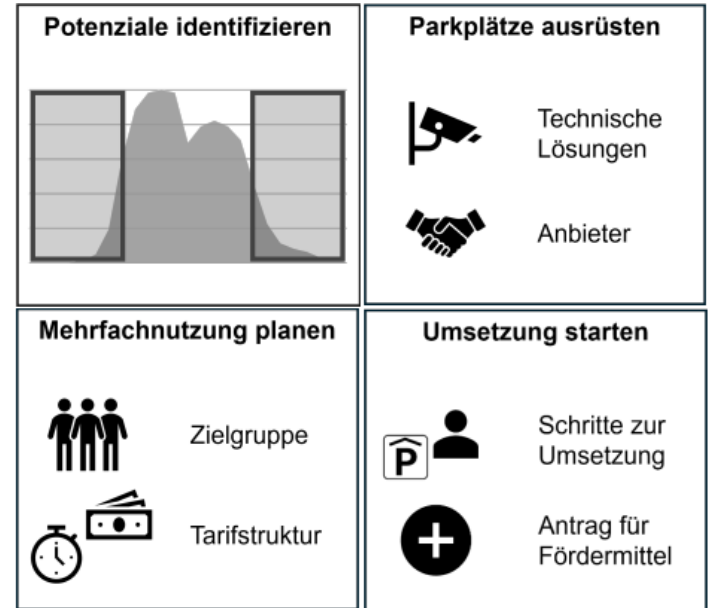 Potenziale identifizieren
Parkplätze ausrüsten
Technische
Lösungen
Anbieter
Mehrfachnutzung planen
Zielgruppe
Tarifstruktur
Umsetzung starten
P
Schritte zur
Umsetzung
Antrag für
Fördermittel